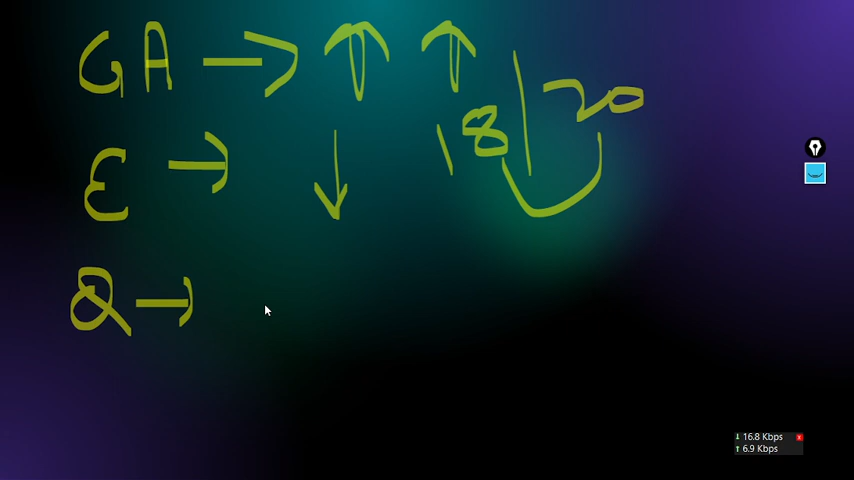 GA → ↑ ↑
E → ↓ 18/20
Q →
↓ 16.8 Kbps x
↑ 6.9 Kbps